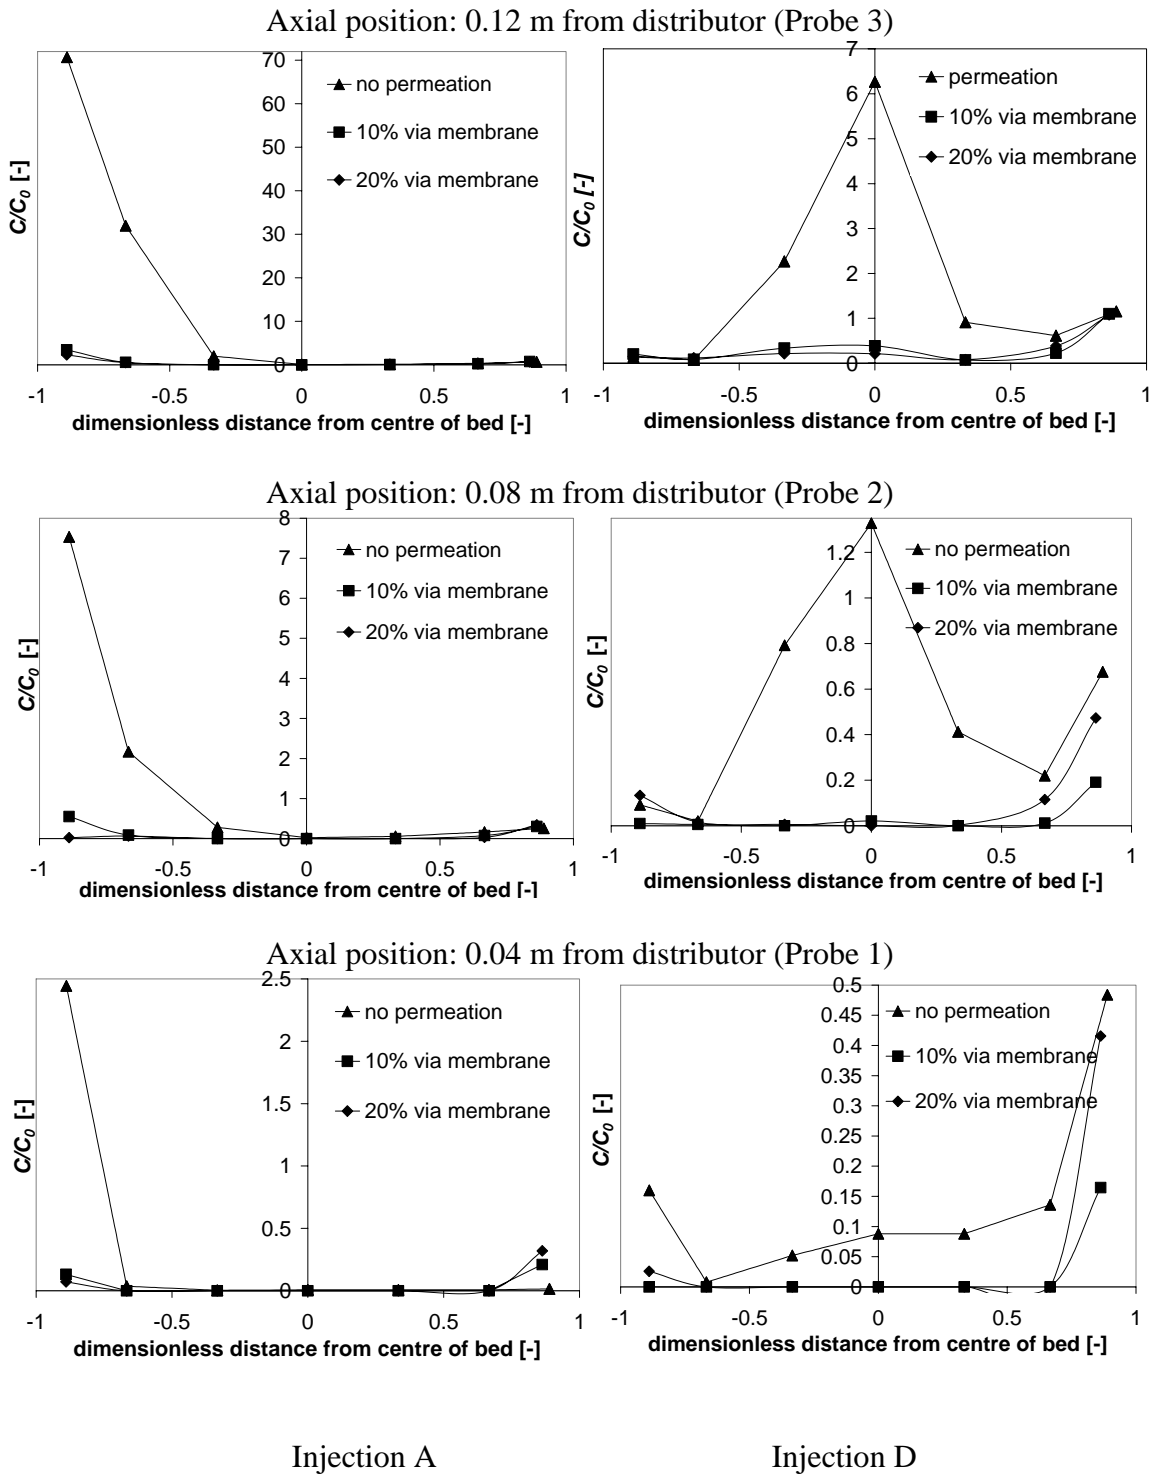 Axial position: 0.12 m from distributor (Probe 3)
70
60
50
40
30
20
10
0
-1
-0.5
0
0.5
1
C/C0 [-]
no permeation
10% via membrane
20% via membrane
dimensionless distance from centre of bed [-]
7
6
5
4
3
2
1
0
-1
-0.5
0
0.5
1
C/C0 [-]
permeation
10% via membrane
20% via membrane
dimensionless distance from centre of bed [-]
Axial position: 0.08 m from distributor (Probe 2)
8
7
6
5
4
3
2
1
0
-1
-0.5
0
0.5
1
C/C0 [-]
no permeation
10% via membrane
20% via membrane
dimensionless distance from centre of bed [-]
1.2
1
0.8
0.6
0.4
0.2
0
-1
-0.5
0
0.5
1
C/C0 [-]
no permeation
10% via membrane
20% via membrane
dimensionless distance from centre of bed [-]
Axial position: 0.04 m from distributor (Probe 1)
2.5
2
1.5
1
0.5
0
-1
-0.5
0
0.5
1
C/C0 [-]
no permeation
10% via membrane
20% via membrane
dimensionless distance from centre of bed [-]
0.5
0.45
0.4
0.35
0.3
0.25
0.2
0.15
0.1
0.05
0
-1
-0.5
0
0.5
1
C/C0 [-]
no permeation
10% via membrane
20% via membrane
dimensionless distance from centre of bed [-]
Injection A
Injection D